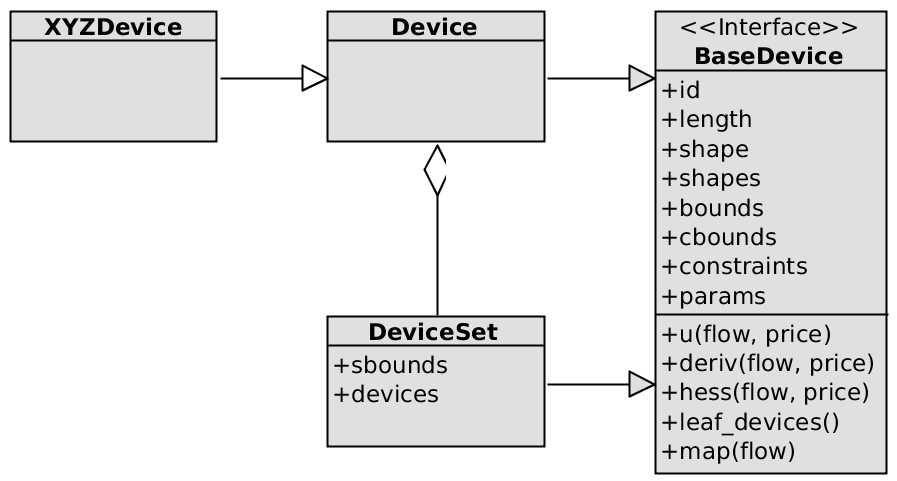 XYZDevice
Device
<<Interface>>
BaseDevice
+id
+length
+shape
+shapes
+bounds
+cbounds
+constraints
+params
+u(flow, price)
+deriv(flow, price)
+hess(flow, price)
+leaf_devices()
+map(flow)
DeviceSet
+sbounds
+devices